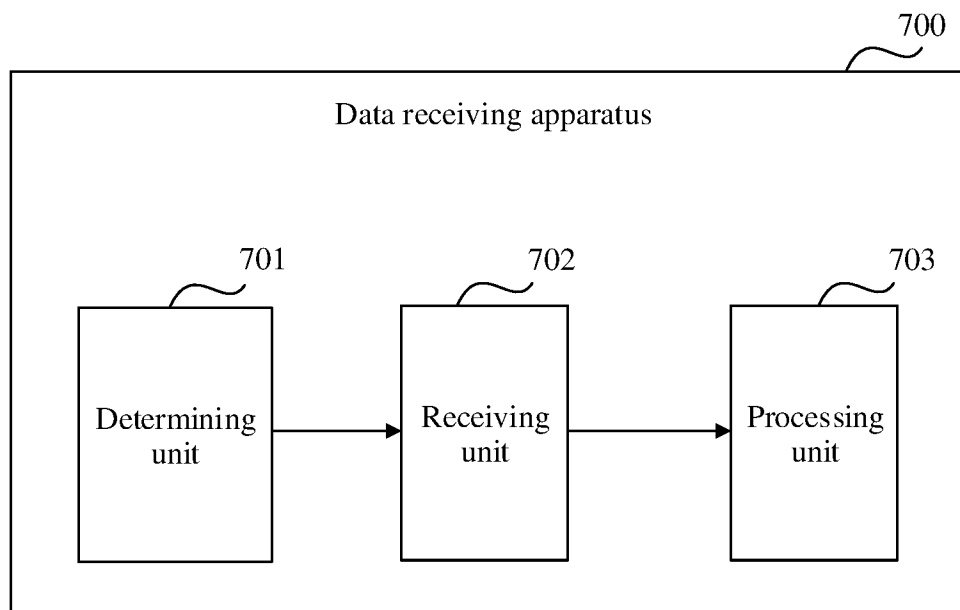 700
Data receiving apparatus
701
702
703
Determining
unit
Receiving
unit
Processing
unit